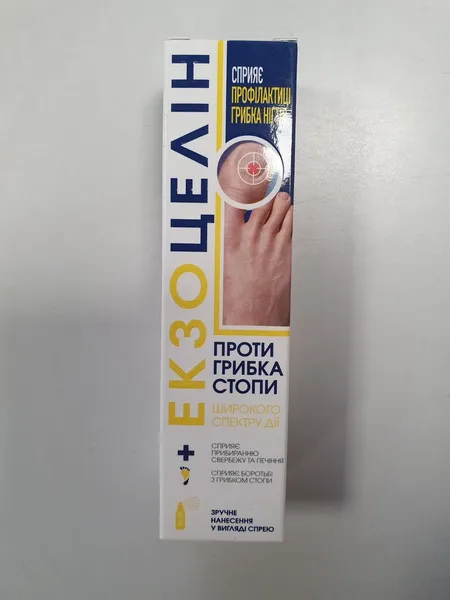 ЕКЗОЦЕЛІН
СПРИЯЄ
ПРОФІЛАКТИЦІ
ГРИБКА
ПРОТИ
ГРИБКА
СТОПИ
ШИРОКОГО
СПЕКТРУ ДІЇ
СПРИЯЄ
ПРИБИРАННЮ
СВЕРБЕЖУ ТА ПЕЧІННЯ
СПРИЯЄ БОРОТЬБІ
З ГРИБКОМ СТОПИ
ЗРУЧНЕ
НАНЕСЕННЯ
У ВИГЛЯДІ СПРЕЮ